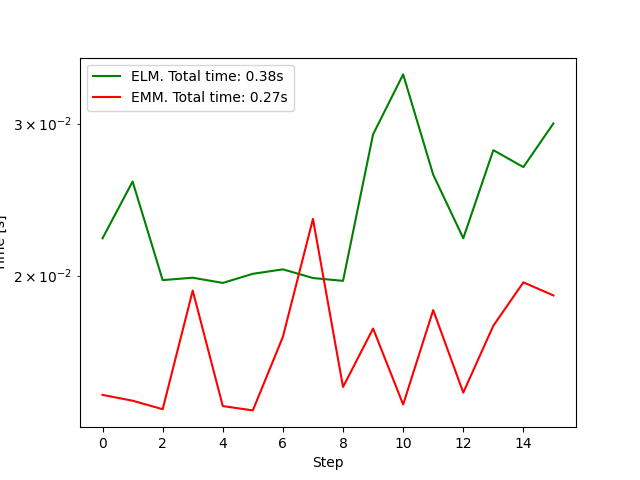 ELM. Total time: 0.38s
EMM. Total time: 0.27s
3 × 10⁻²
2 × 10⁻²
Time [s]
0 2 4 6 8 10 12 14
Step